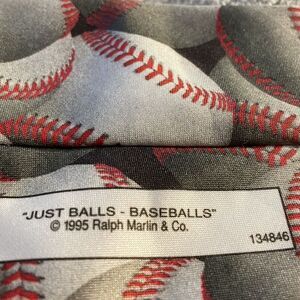 "JUST BALLS - BASEBALLS"
© 1995 Ralph Marlin & Co.
134846